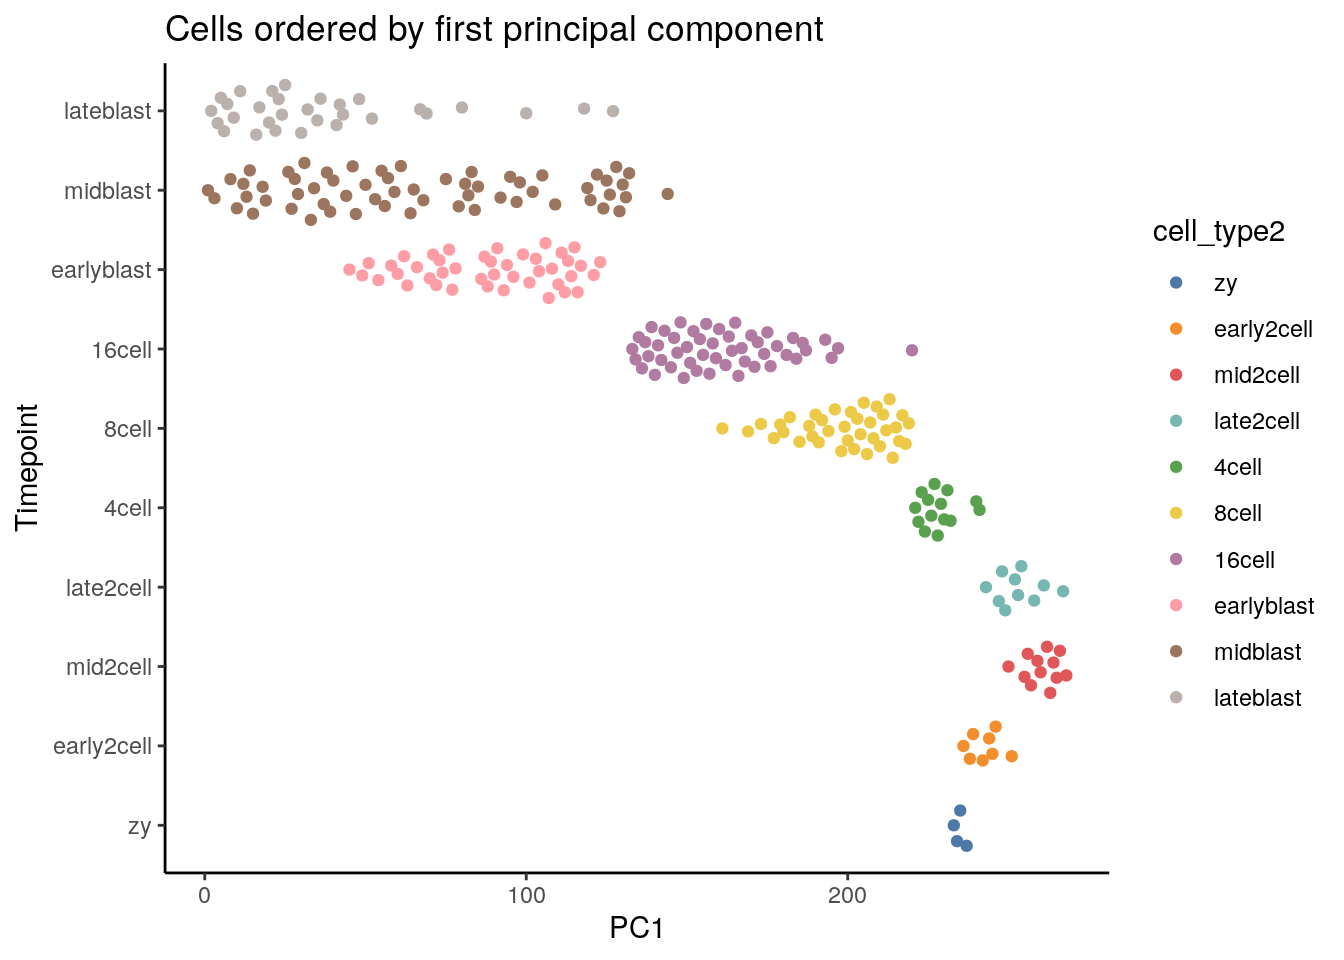 Cells ordered by first principal component
lateblast
midblast
earlyblast
16cell
8cell
4cell
late2cell
mid2cell
early2cell
zy
Timepoint
0
100
200
PC1
cell_type2
zy
early2cell
mid2cell
late2cell
4cell
8cell
16cell
earlyblast
midblast
lateblast